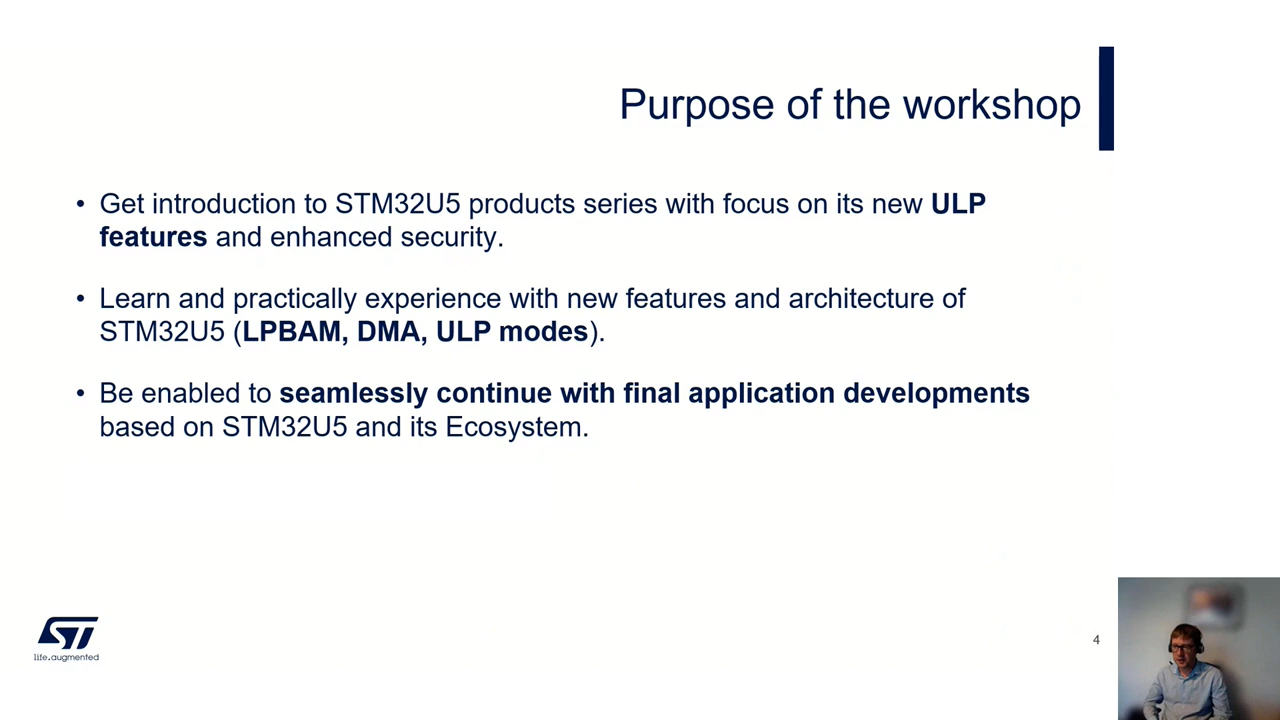 Purpose of the workshop
• Get introduction to STM32U5 products series with focus on its new ULP
features and enhanced security.
• Learn and practically experience with new features and architecture of
STM32U5 (LPBAM, DMA, ULP modes).
• Be enabled to seamlessly continue with final application developments
based on STM32U5 and its Ecosystem.
ST
life.augmented
4